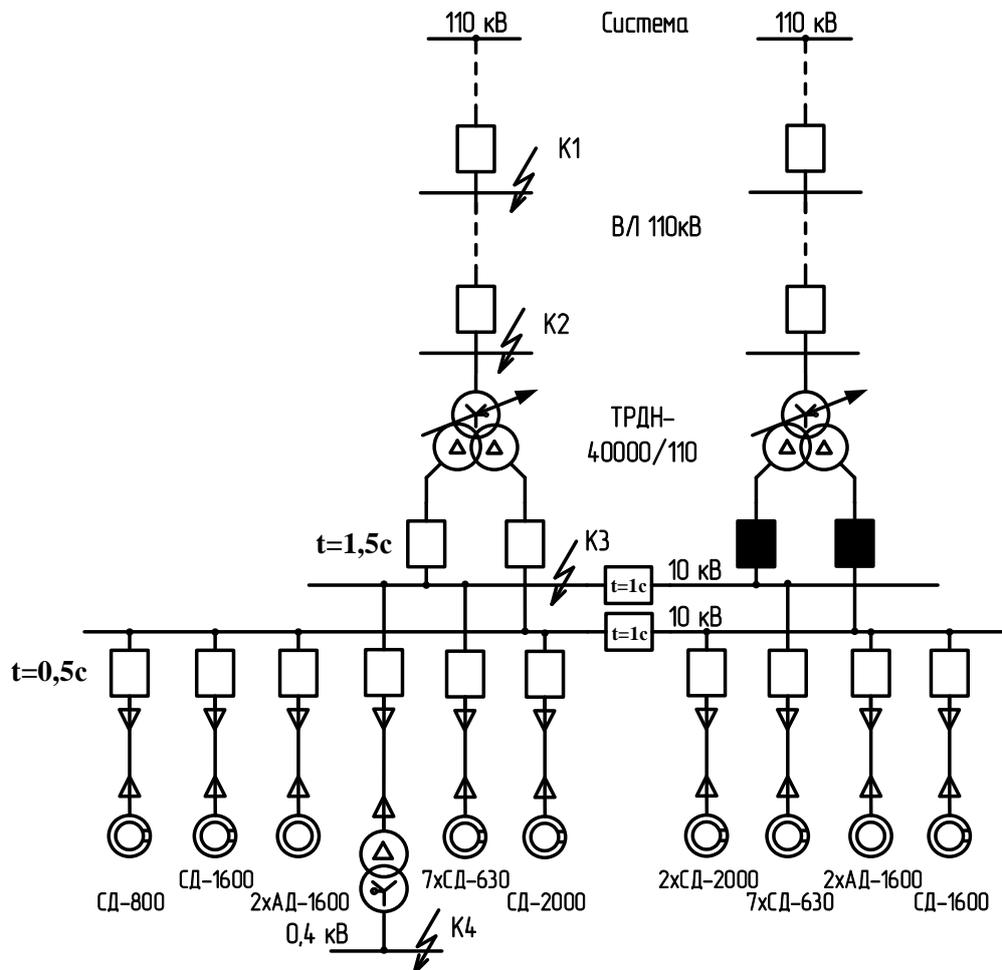 110 кВ
Система
110 кВ
К1
ВЛ 110кВ
К2
ТРДН-
40000/110
К3
t=1,5с
t=1с
10 кВ
t=1с
10 кВ
t=0,5с
СД-800
СД-1600
2хАД-1600
7хСД-630
СД-2000
2хСД-2000
7хСД-630
2хАД-1600
СД-1600
0,4 кВ
К4